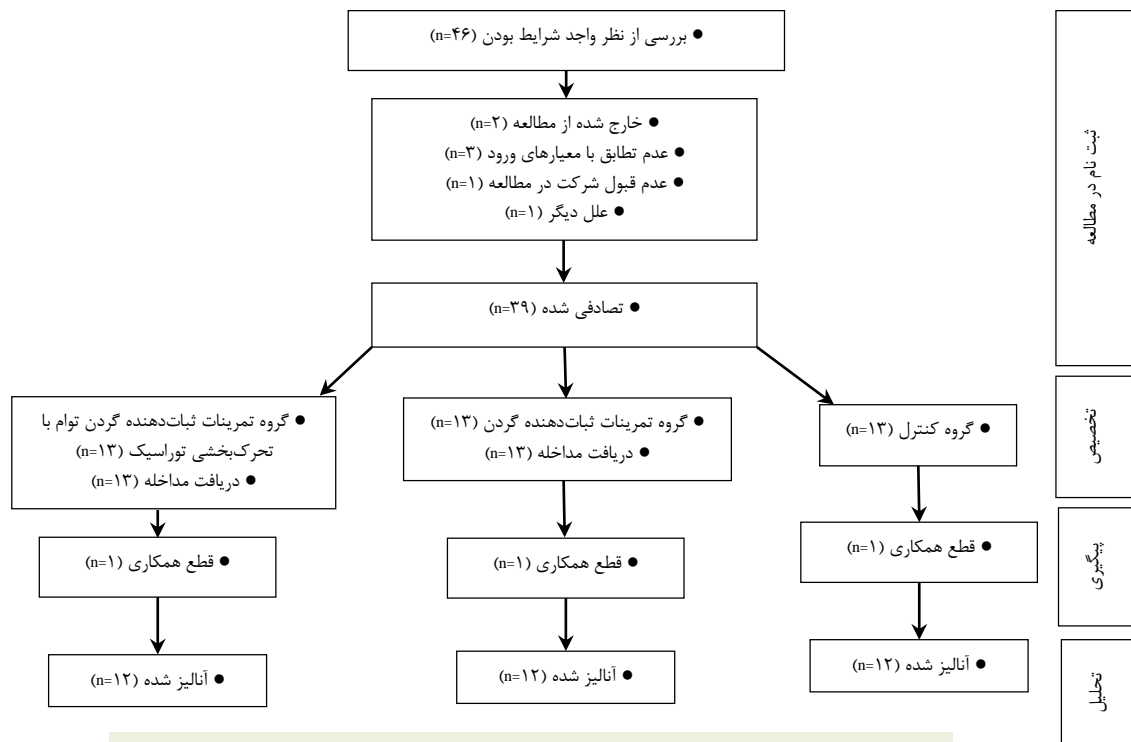 ● بررسی از نظر واجد شرایط بودن (n=۴۶)
● خارج شده از مطالعه (n=۲)
● عدم تطابق با معیارهای ورود (n=۳)
● عدم قبول شرکت در مطالعه (n=۱)
● علل دیگر (n=۱)
ثبت نام در مطالعه
● تصادفی شده (n=۳۹)
● گروه کنترل (n=۱۳)
● گروه تمرینات ثبات‌دهنده گردن (n=۱۳)
● دریافت مداخله (n=۱۳)
● گروه تمرینات ثبات‌دهنده گردن توام با
تحرک‌بخشی توراسیک (n=۱۳)
● دریافت مداخله (n=۱۳)
تخصیص
● قطع همکاری (n=۱)
● قطع همکاری (n=۱)
● قطع همکاری (n=۱)
پیگیری
● آنالیز شده (n=۱۲)
● آنالیز شده (n=۱۲)
● آنالیز شده (n=۱۲)
تحلیل